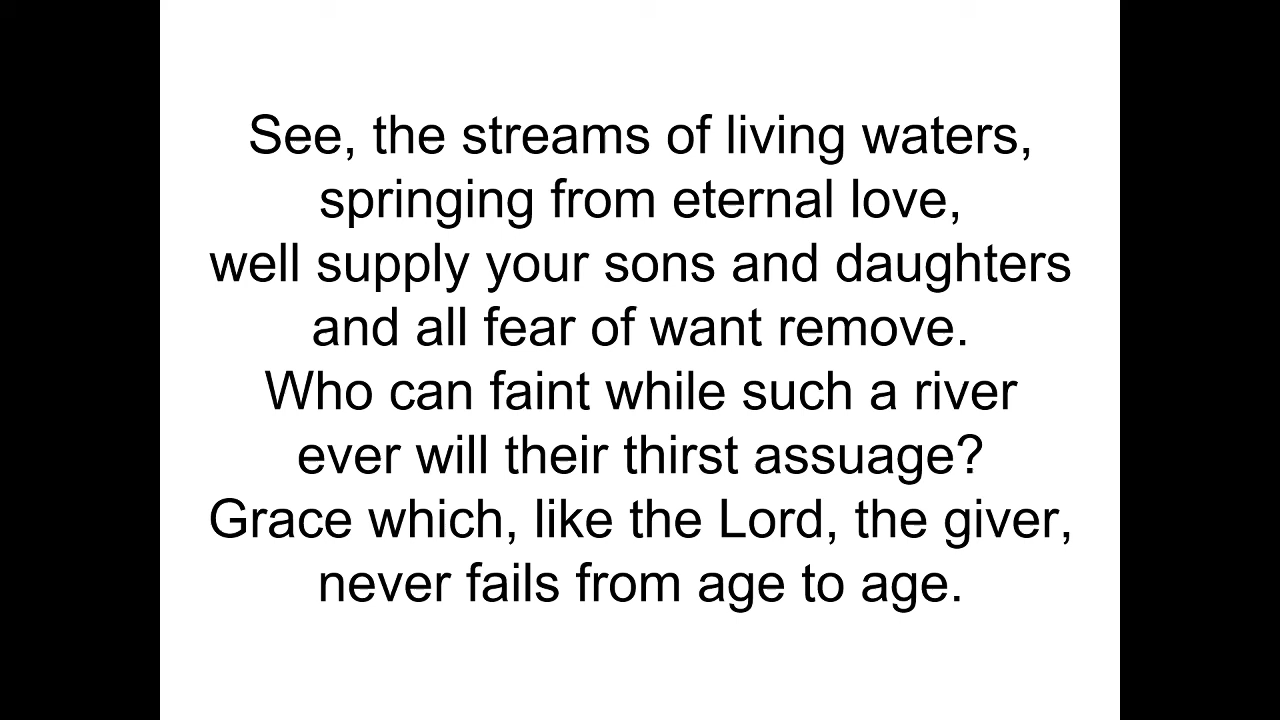 See, the streams of living waters,
springing from eternal love,
well supply your sons and daughters
and all fear of want remove.
Who can faint while such a river
ever will their thirst assuage?
Grace which, like the Lord, the giver,
never fails from age to age.